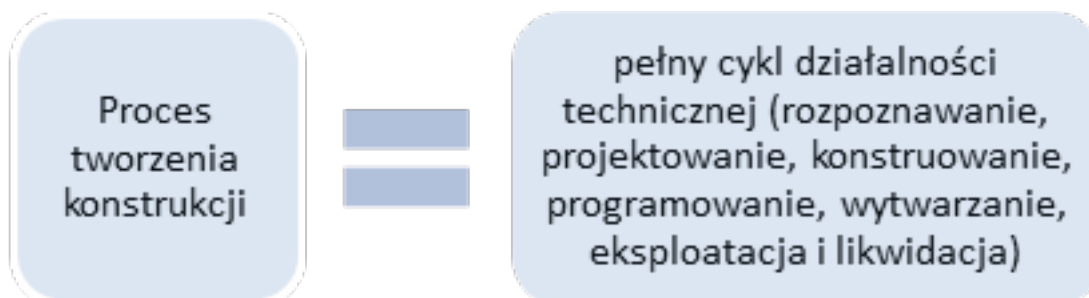 Proces
tworzenia
konstrukcji
pełny cykl działalności
technicznej (rozpoznawanie,
projektowanie, konstruowanie,
programowanie, wytwarzanie,
eksploatacja i likwidacja)